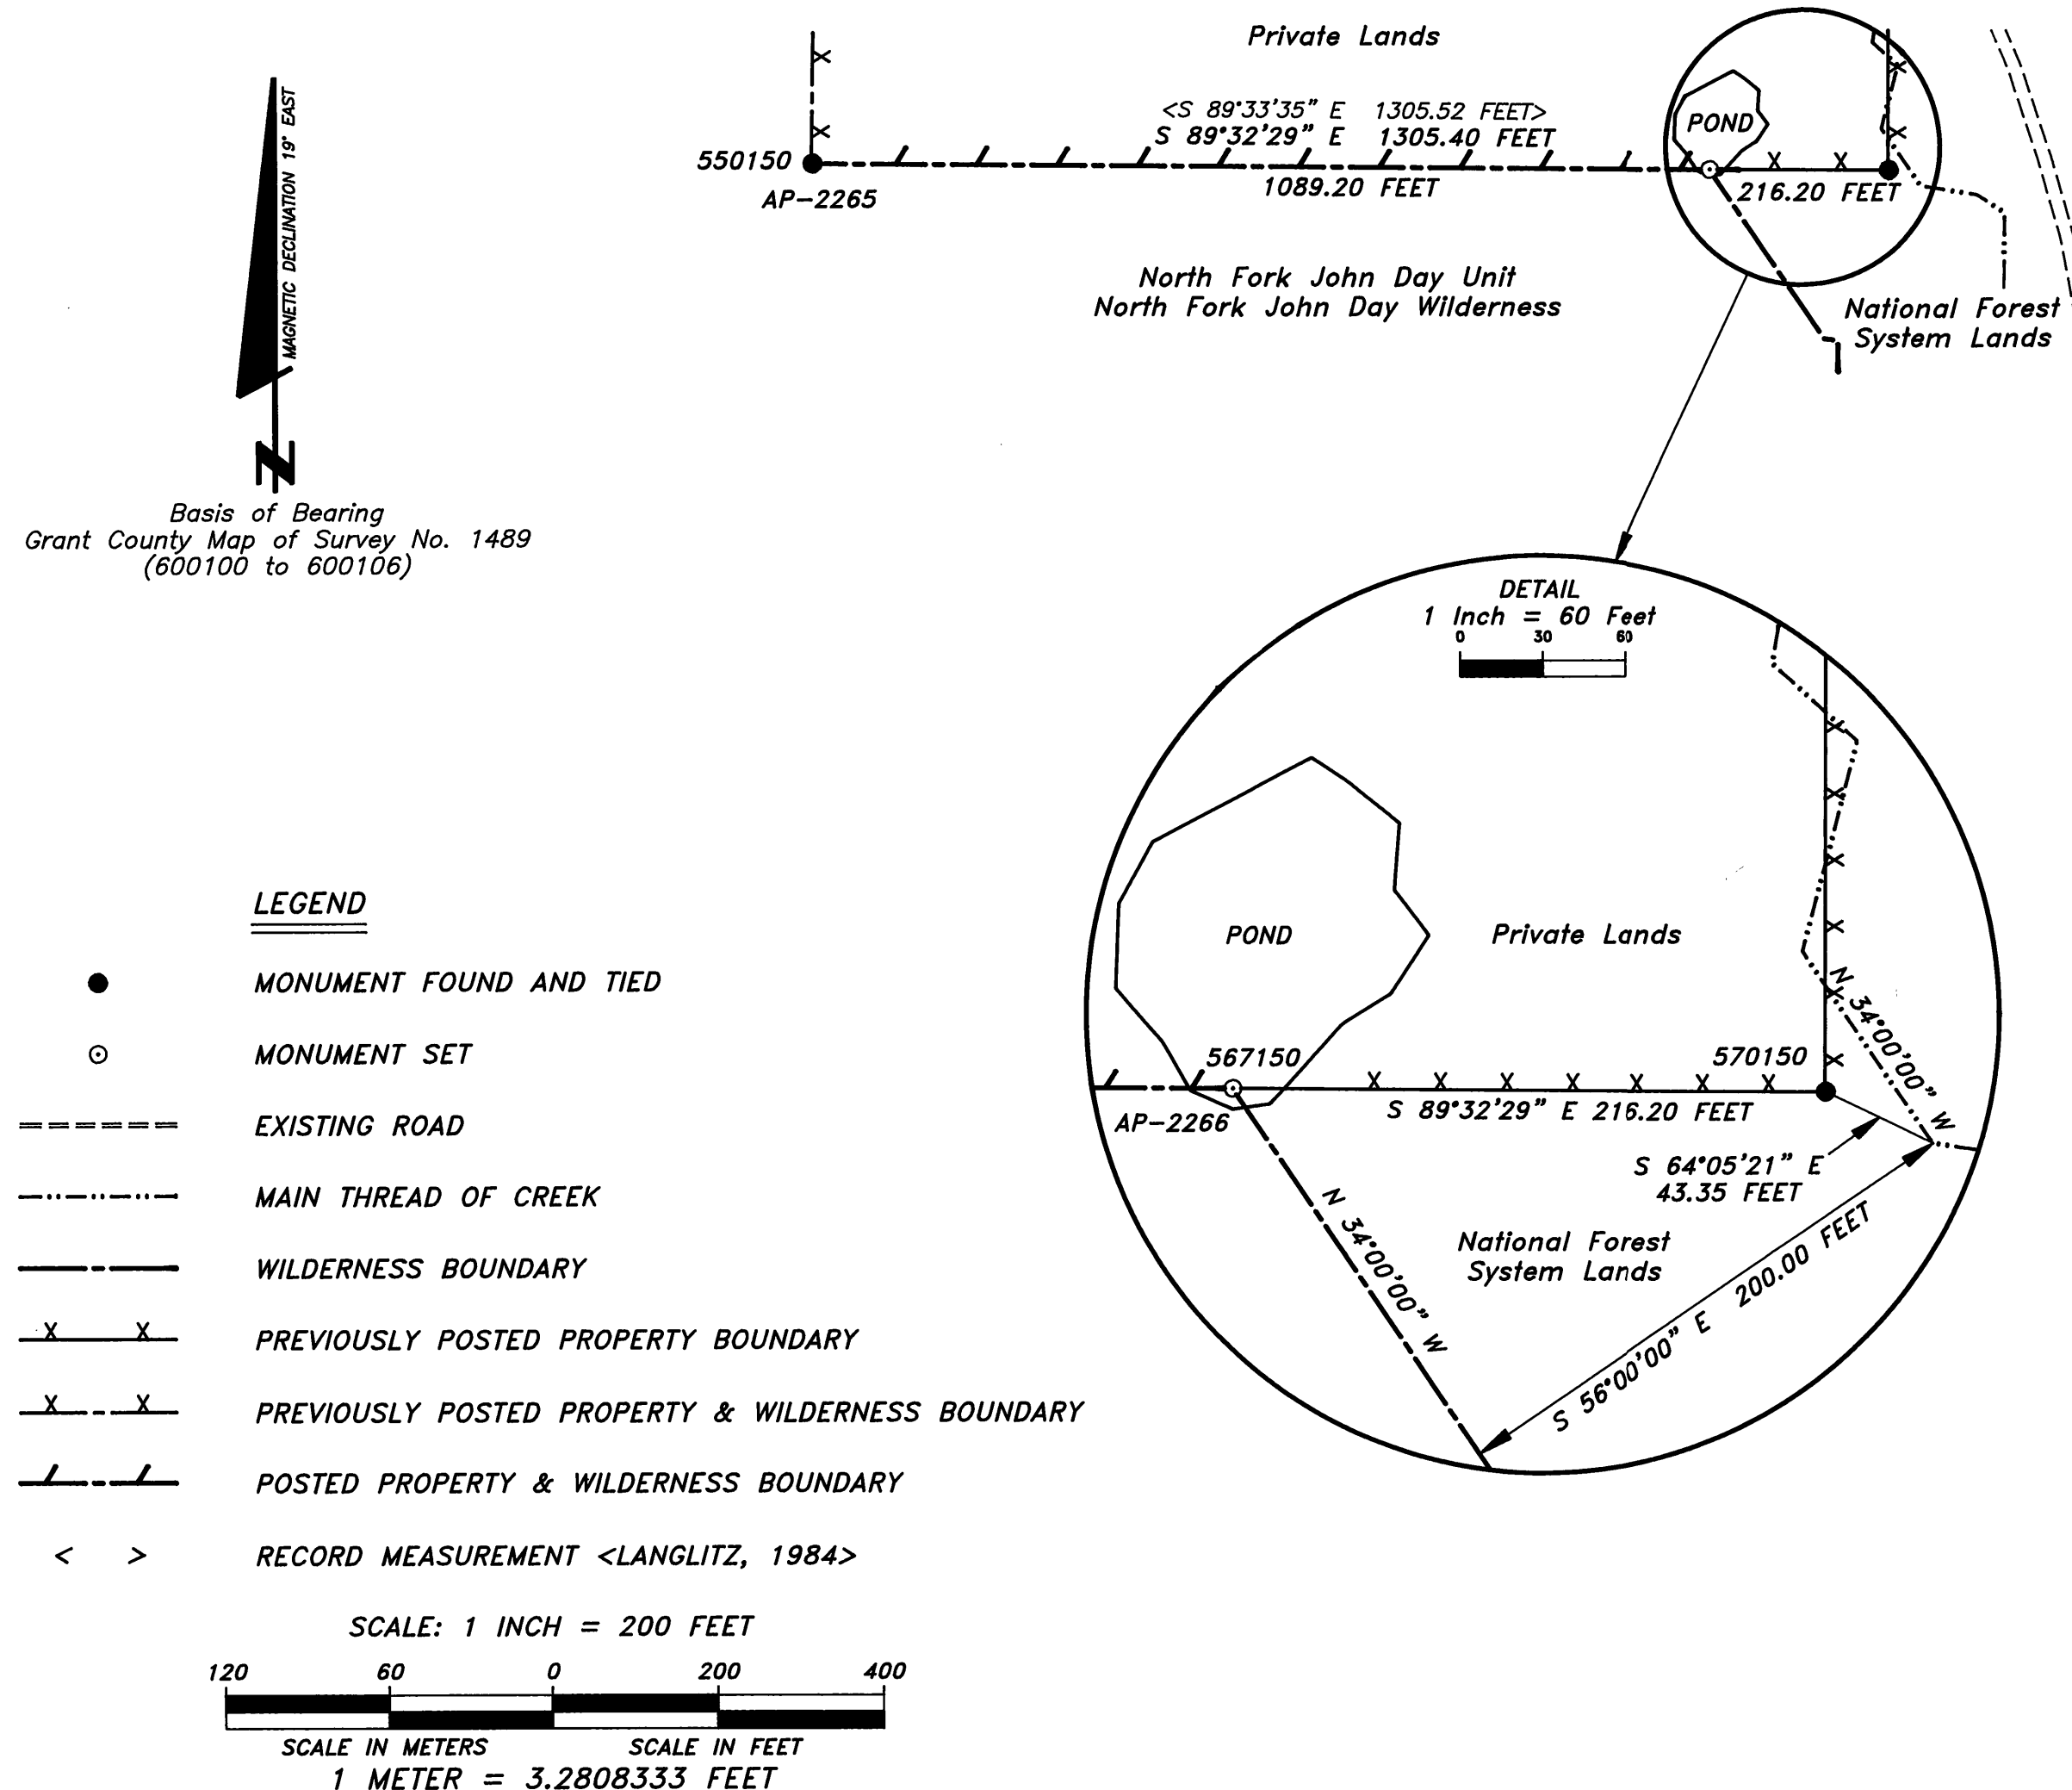 Private Lands
<S 89°33'35" E 1305.52 FEET>
S 89°32'29" E 1305.40 FEET
POND
550150
AP-2265
1089.20 FEET
216.20 FEET
MAGNETIC DECLINATION 19° EAST
N
North Fork John Day Unit
North Fork John Day Wilderness
National Forest
System Lands
Basis of Bearing
Grant County Map of Survey No. 1489
(600100 to 600106)
DETAIL
1 Inch = 60 Feet
0 30 60
POND
Private Lands
N 34°00'00" W
567150
570150
AP-2266
S 89°32'29" E 216.20 FEET
S 64°05'21" E
43.35 FEET
N 34°00'00" W
National Forest
System Lands
S 56°00'00" E 200.00 FEET
LEGEND
MONUMENT FOUND AND TIED
MONUMENT SET
EXISTING ROAD
MAIN THREAD OF CREEK
WILDERNESS BOUNDARY
X X PREVIOUSLY POSTED PROPERTY BOUNDARY
X X PREVIOUSLY POSTED PROPERTY & WILDERNESS BOUNDARY
POSTED PROPERTY & WILDERNESS BOUNDARY
< > RECORD MEASUREMENT <LANGLITZ, 1984>
SCALE: 1 INCH = 200 FEET
120 60 0 200 400
SCALE IN METERS SCALE IN FEET
1 METER = 3.2808333 FEET